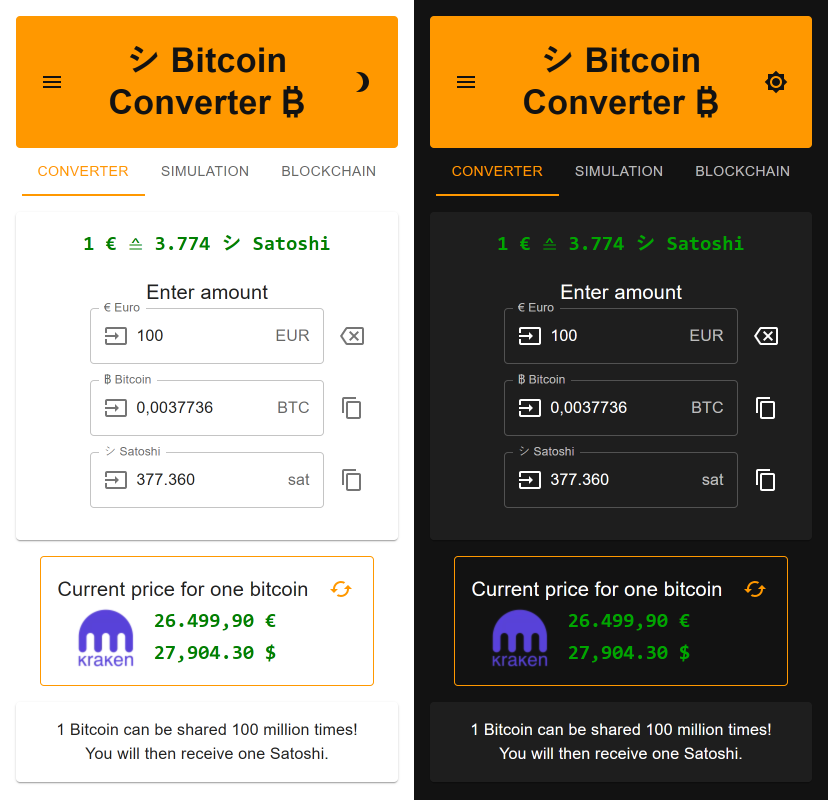 シ Bitcoin
Converter ₿
CONVERTER SIMULATION BLOCKCHAIN
1 € ≙ 3.774 シ Satoshi
Enter amount
€ Euro
100 EUR
฿ Bitcoin
0,0037736 BTC
シ Satoshi
377.360 sat
Current price for one bitcoin
26.499,90 €
27,904.30 $
kraken
1 Bitcoin can be shared 100 million times!
You will then receive one Satoshi.
シ Bitcoin
Converter ₿
CONVERTER SIMULATION BLOCKCHAIN
1 € ≙ 3.774 シ Satoshi
Enter amount
€ Euro
100 EUR
฿ Bitcoin
0,0037736 BTC
シ Satoshi
377.360 sat
Current price for one bitcoin
26.499,90 €
27,904.30 $
kraken
1 Bitcoin can be shared 100 million times!
You will then receive one Satoshi.